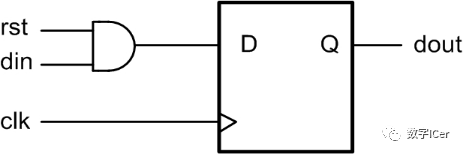 rst
D
Q
dout
din
clk
数字ICer